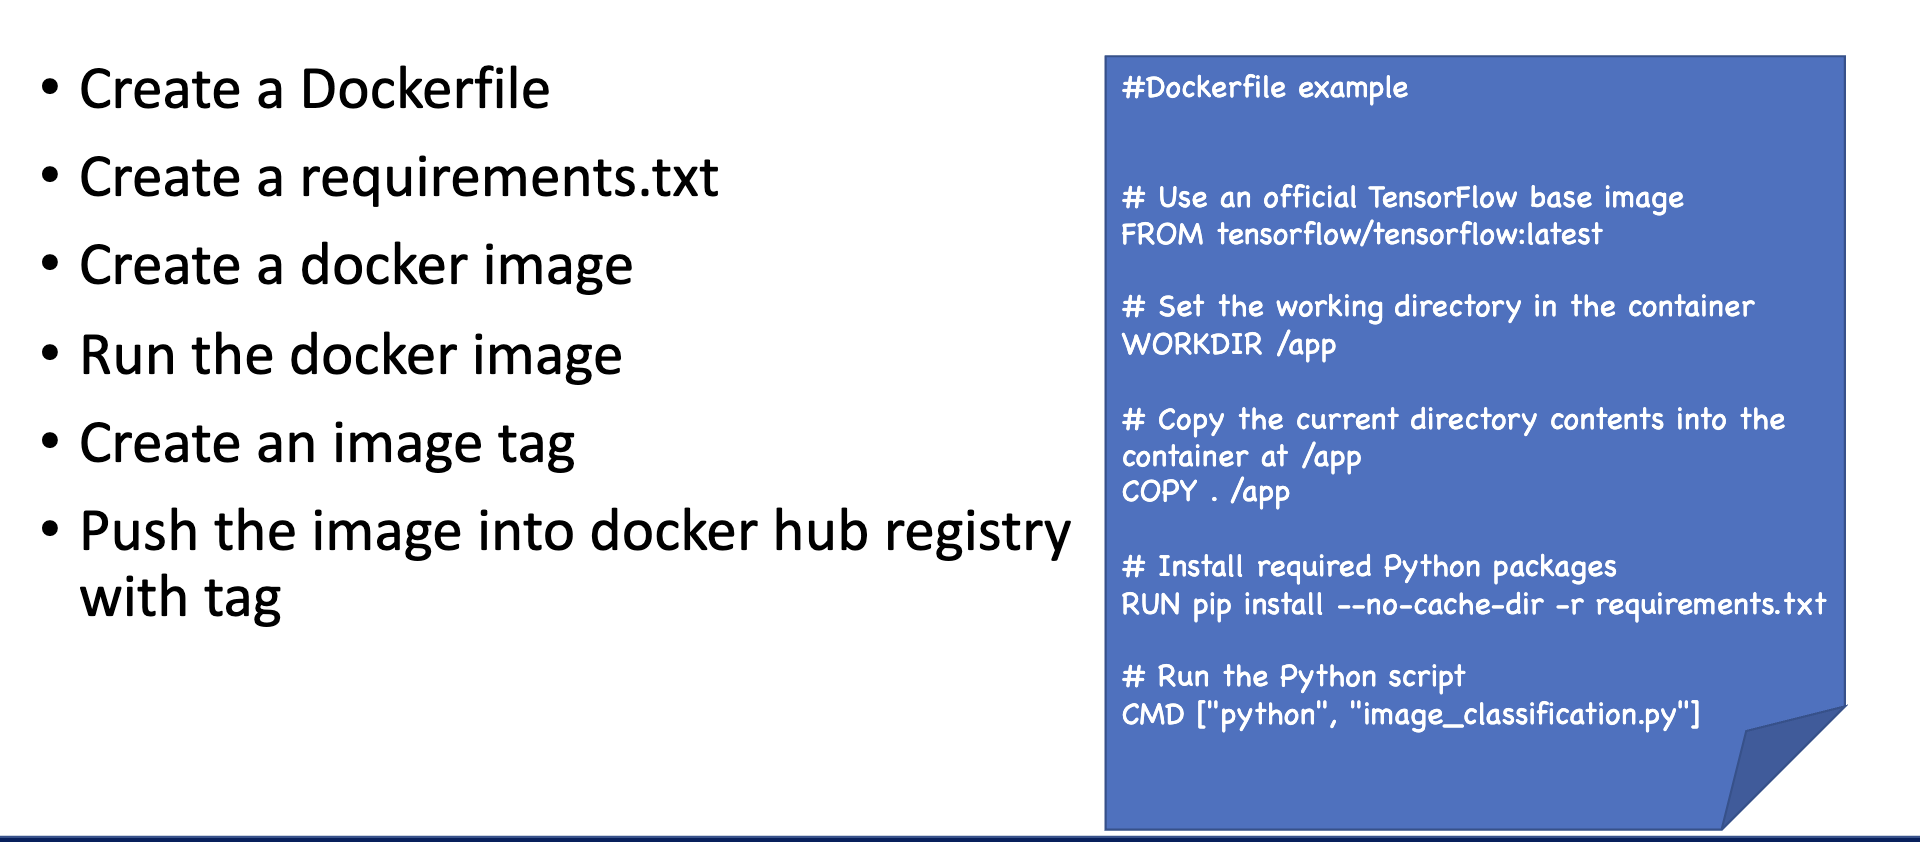 • Create a Dockerfile
• Create a requirements.txt
• Create a docker image
• Run the docker image
• Create an image tag
• Push the image into docker hub registry
with tag
#Dockerfile example
# Use an official TensorFlow base image
FROM tensorflow/tensorflow:latest
# Set the working directory in the container
WORKDIR /app
# Copy the current directory contents into the
container at /app
COPY . /app
# Install required Python packages
RUN pip install --no-cache-dir -r requirements.txt
# Run the Python script
CMD ["python", "image_classification.py"]